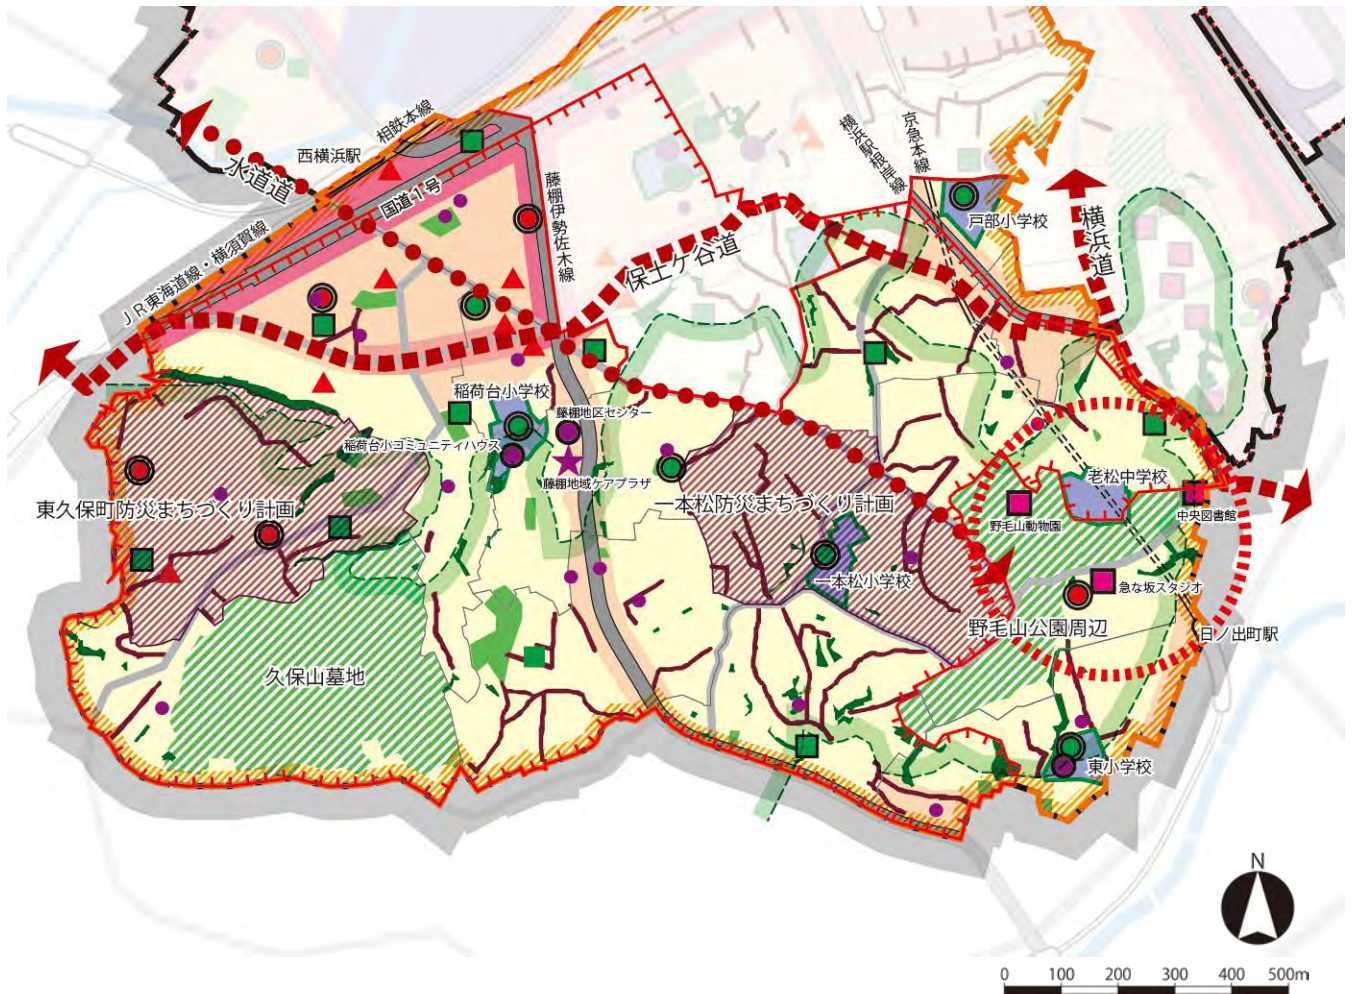 相鉄本線
西横浜駅
水道道
国道1号
JR東海道線・横須賀線
藤棚伊勢佐木線
保土ケ谷道
横浜駅根岸線
京急本線
戸部小学校
横浜道
稲荷台小学校
藤棚地区センター
稲荷台小コミュニティハウス
藤棚地域ケアプラザ
東久保町防災まちづくり計画
一本松防災まちづくり計画
一本松小学校
老松中学校
野毛山動物園
中央図書館
急な坂スタジオ
野毛山公園周辺
日ノ出町駅
久保山墓地
東小学校
N
0 100 200 300 400 500m